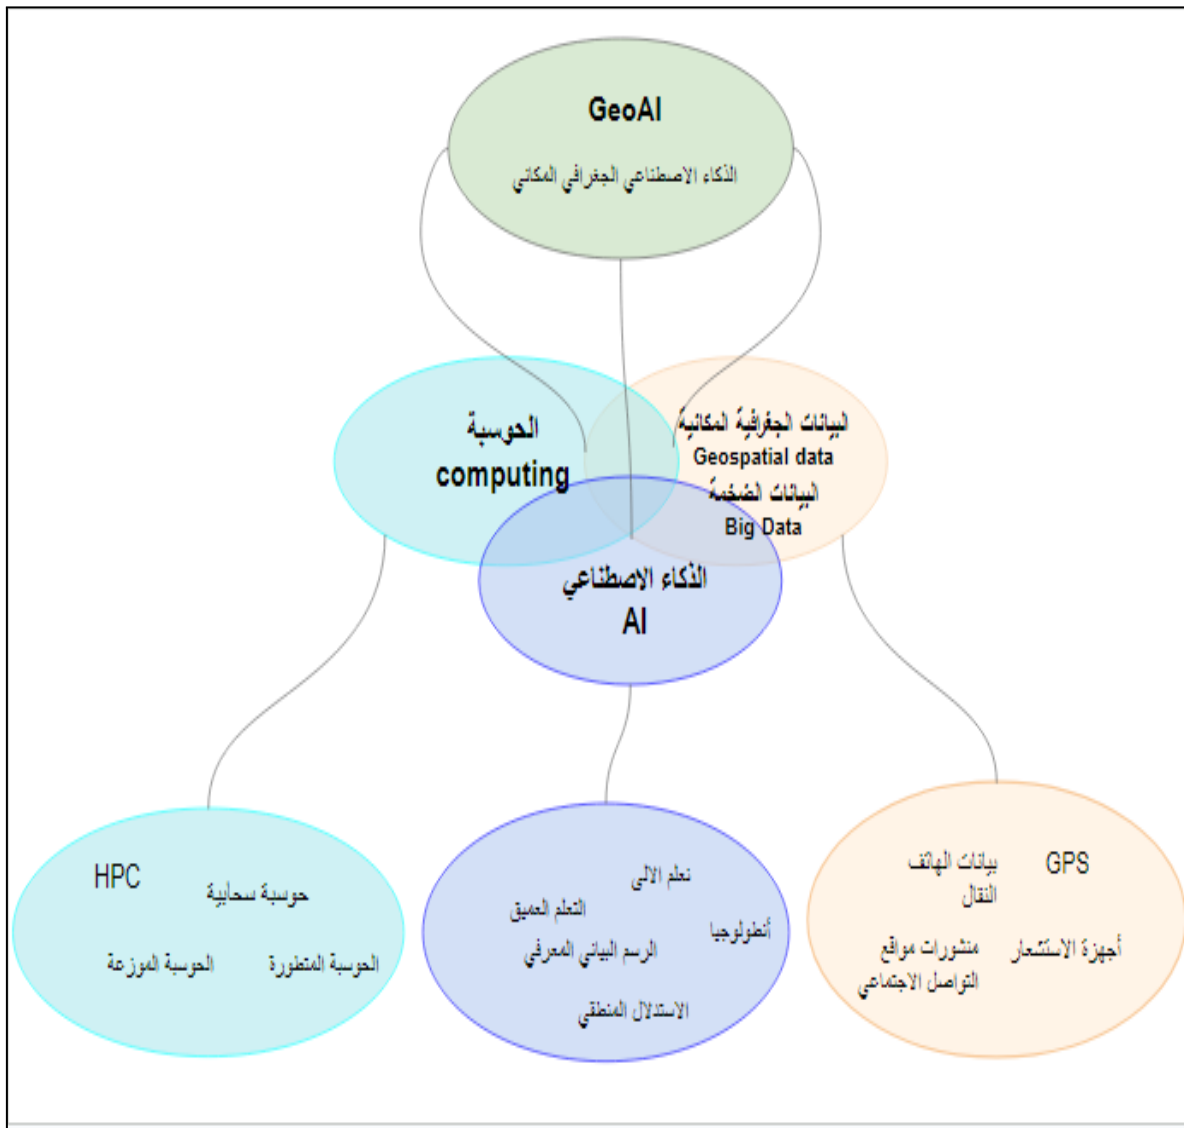 GeoAI
الذكاء الاصطناعي الجغرافي المكاني
الحوسبة
computing
البيانات الجغرافية المكانية
Geospatial data
البيانات الضخمة
Big Data
الذكاء الاصطناعي
AI
HPC
حوسبة سحابية
الحوسبة الموزعة
الحوسبة المتطورة
تعلم الالى
التعلم العميق
أنطولوجيا
الرسم البياني المعرفي
الاستدلال المنطقي
بيانات الهاتف
النقال
GPS
منشورات مواقع
التواصل الاجتماعي
أجهزة الاستشعار